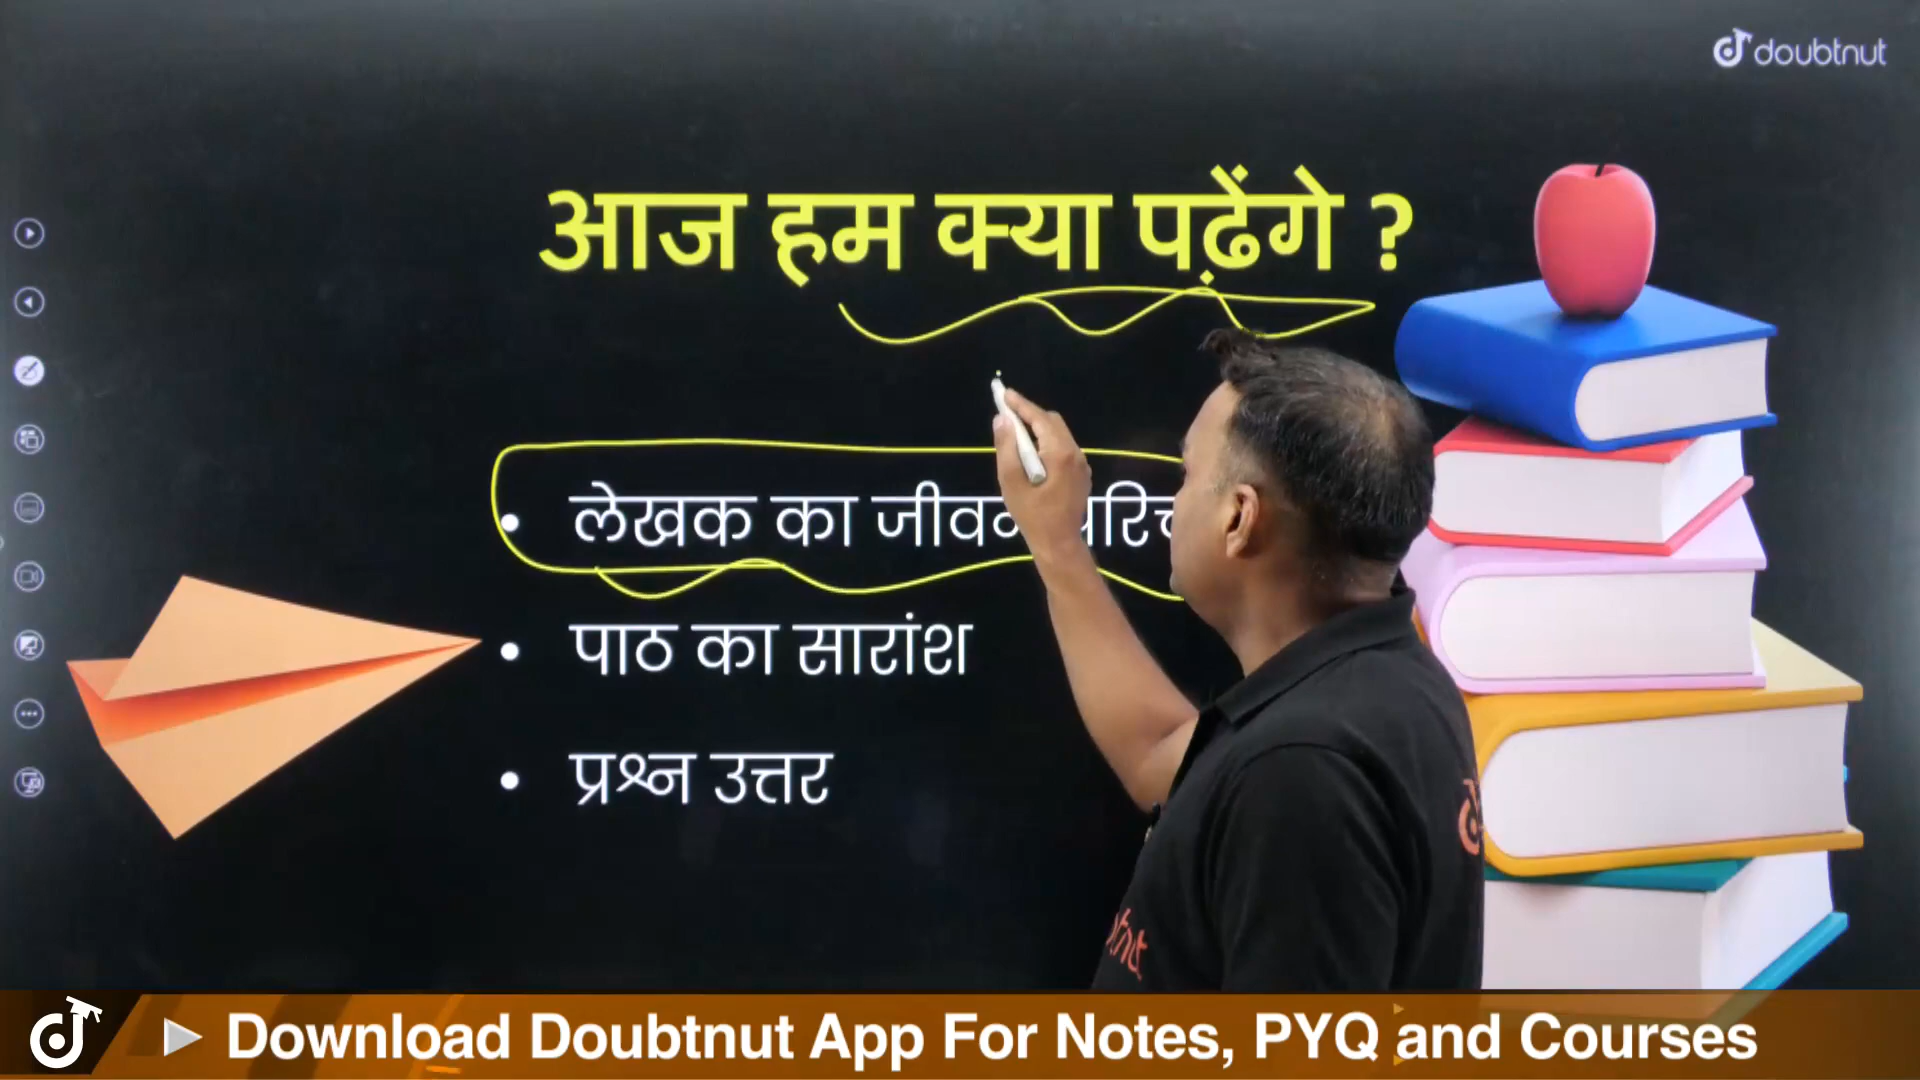 doubtnut
आज हम क्या पढ़ेंगे ?
• लेखक का
• पाठ का सारांश
• प्रश्न उत्तर
Download Doubtnut App For Notes, PYQ and Courses